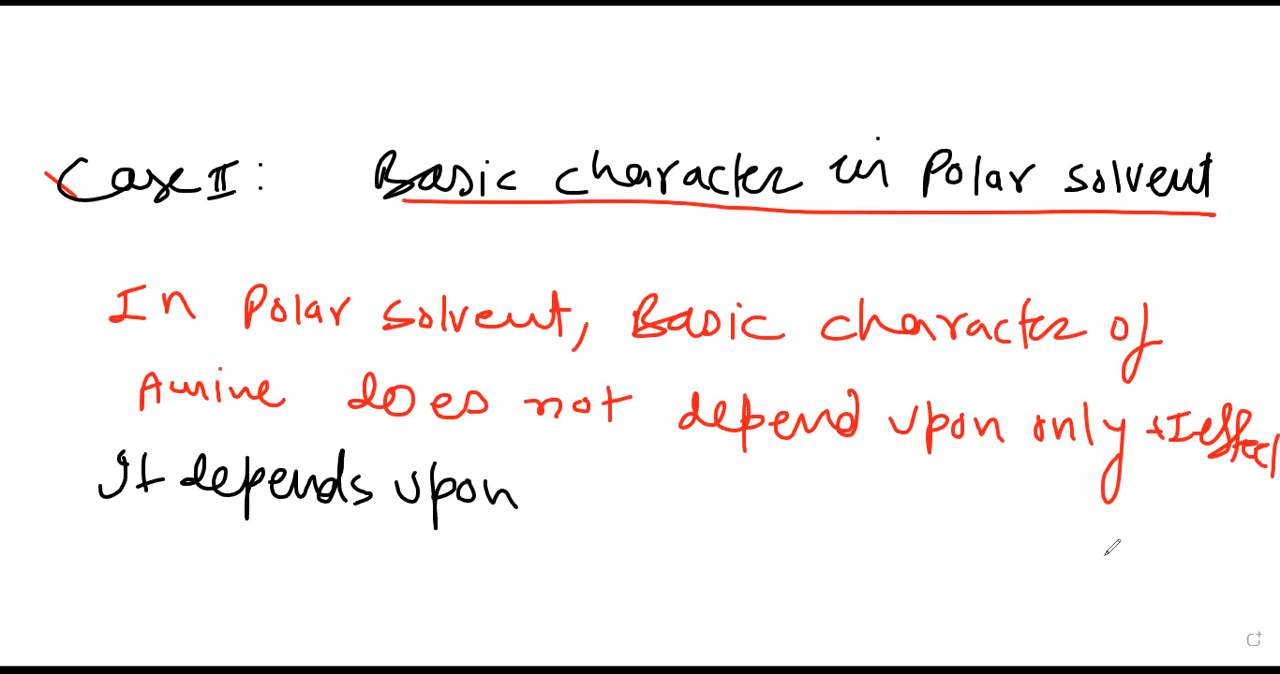 Case II : Basic character in Polar solvent
In Polar solvent, Basic character of
Amine does not depend upon only +I effect
It depends upon